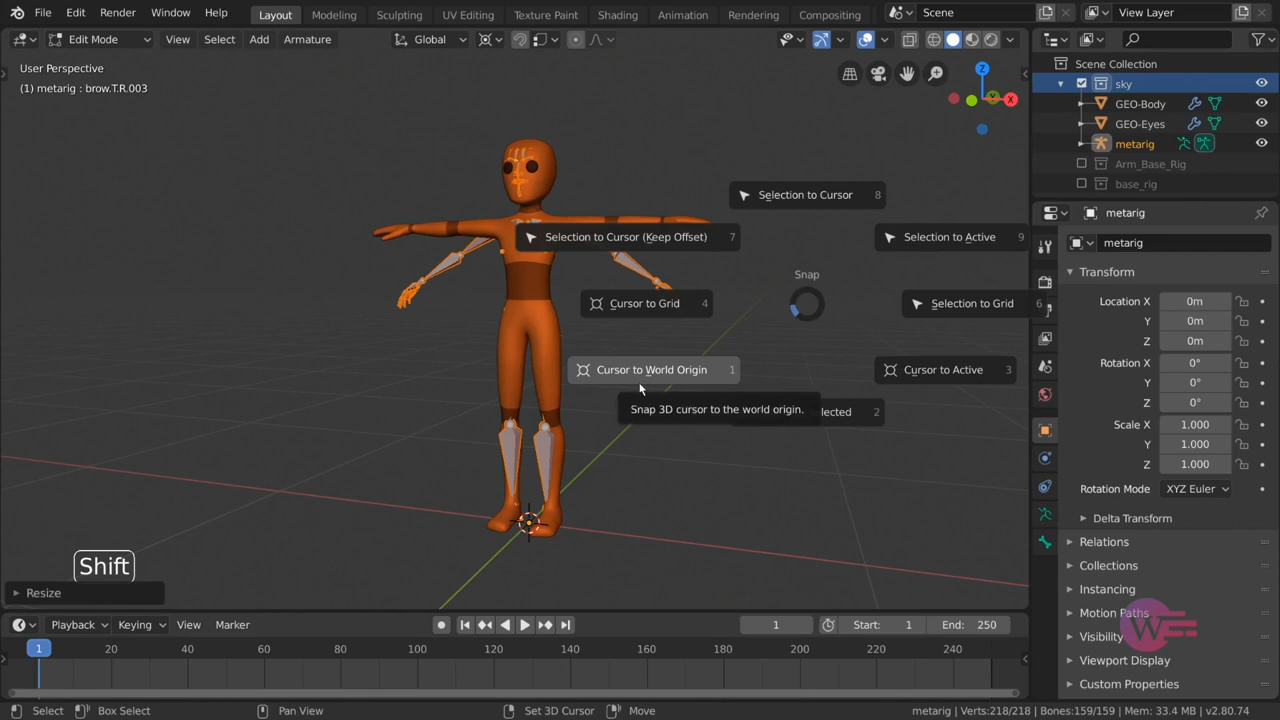 File Edit Render Window Help Layout Modeling Sculpting UV Editing Texture Paint Shading Animation Rendering Compositing Scene View Layer
Edit Mode View Select Add Armature Global
User Perspective
(1) metarig : brow.T.R.003
Z
X
Y
Scene Collection
sky
GEO-Body
GEO-Eyes
metarig
Arm_Base_Rig
base_rig
Selection to Cursor 8
Selection to Cursor (Keep Offset) 7
Selection to Active 9
Snap
Cursor to Grid 4
Selection to Grid 6
Cursor to World Origin 1
Cursor to Active 3
Snap 3D cursor to the world origin.
lected 2
metarig
metarig
Transform
Location X 0m
Y 0m
Z 0m
Rotation X 0°
Y 0°
Z 0°
Scale X 1.000
Y 1.000
Z 1.000
Rotation Mode XYZ Euler
Delta Transform
Relations
Collections
Instancing
Motion Paths
Visibility
Viewport Display
Custom Properties
Shift
Resize
Playback Keying View Marker 1 Start: 1 End: 250
1 20 40 60 80 100 120 140 160 180 200 220 240
Select Box Select Pan View Set 3D Cursor Move metarig | Verts:218/218 | Bones:159/159 | Mem: 33.4 MB | v2.80.74